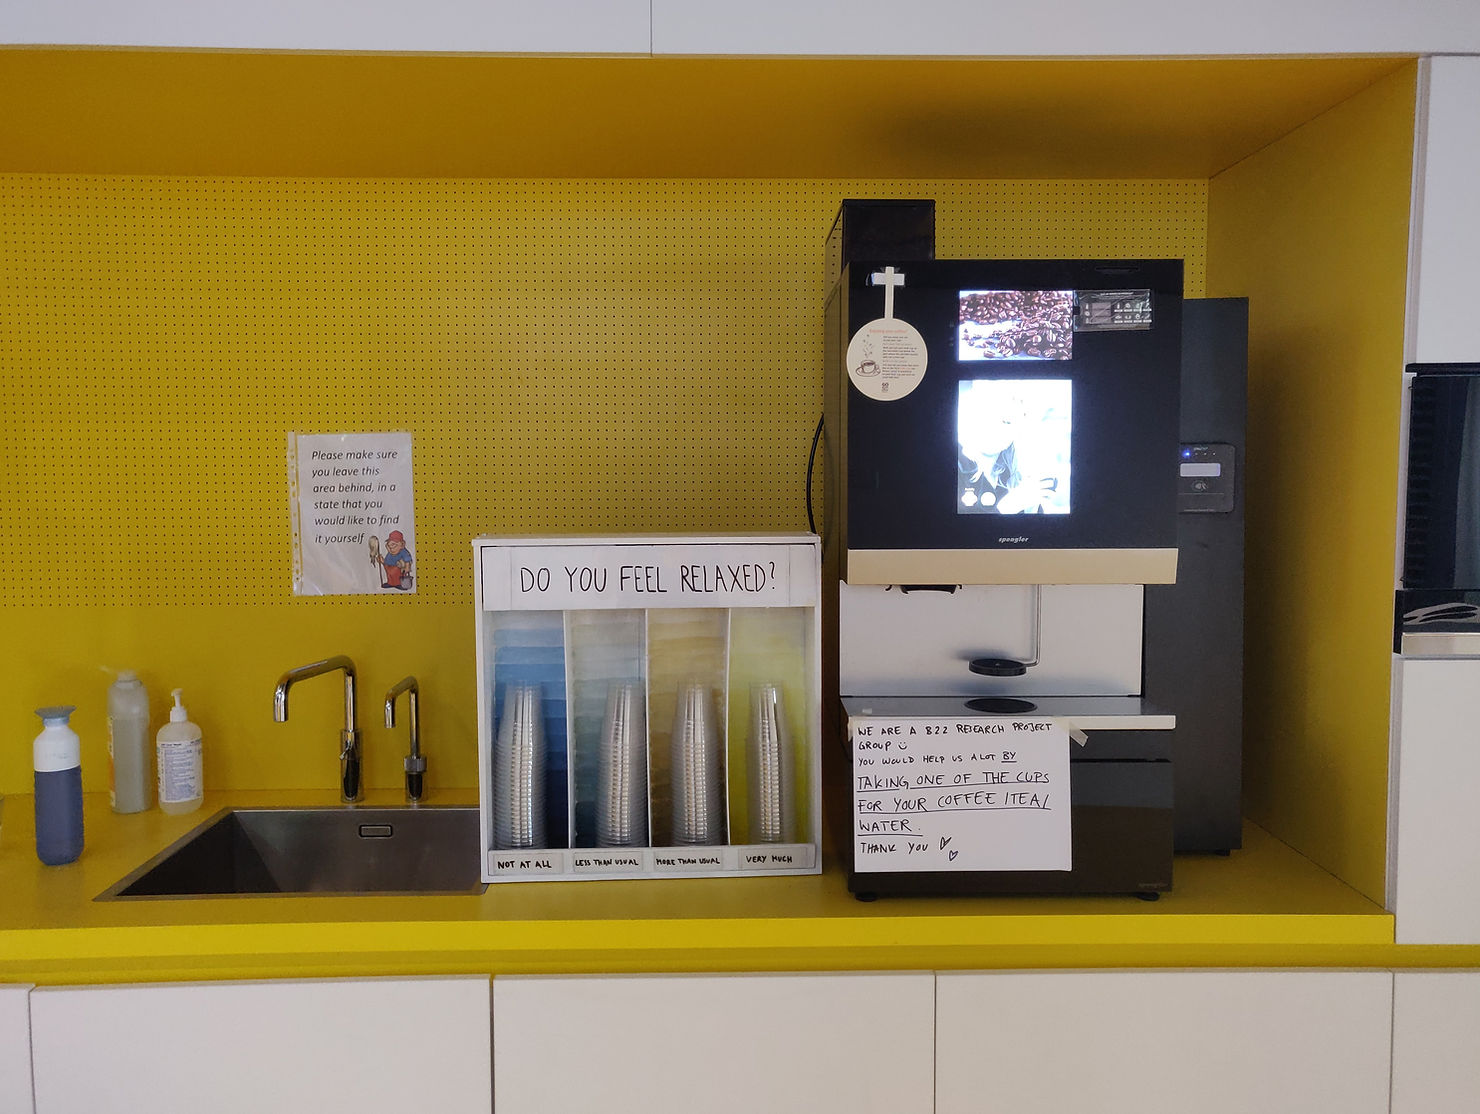 Please make sure
you leave this
area behind, in a
state that you
would like to find
it yourself
DO YOU FEEL RELAXED?
NOT AT ALL
LESS THAN USUAL
MORE THAN USUAL
VERY MUCH
spengler
WE ARE A B22 RESEARCH PROJECT
GROUP
YOU WOULD HELP US A LOT BY
TAKING ONE OF THE CUPS
FOR YOUR COFFEE /TEA/
WATER.
THANK YOU